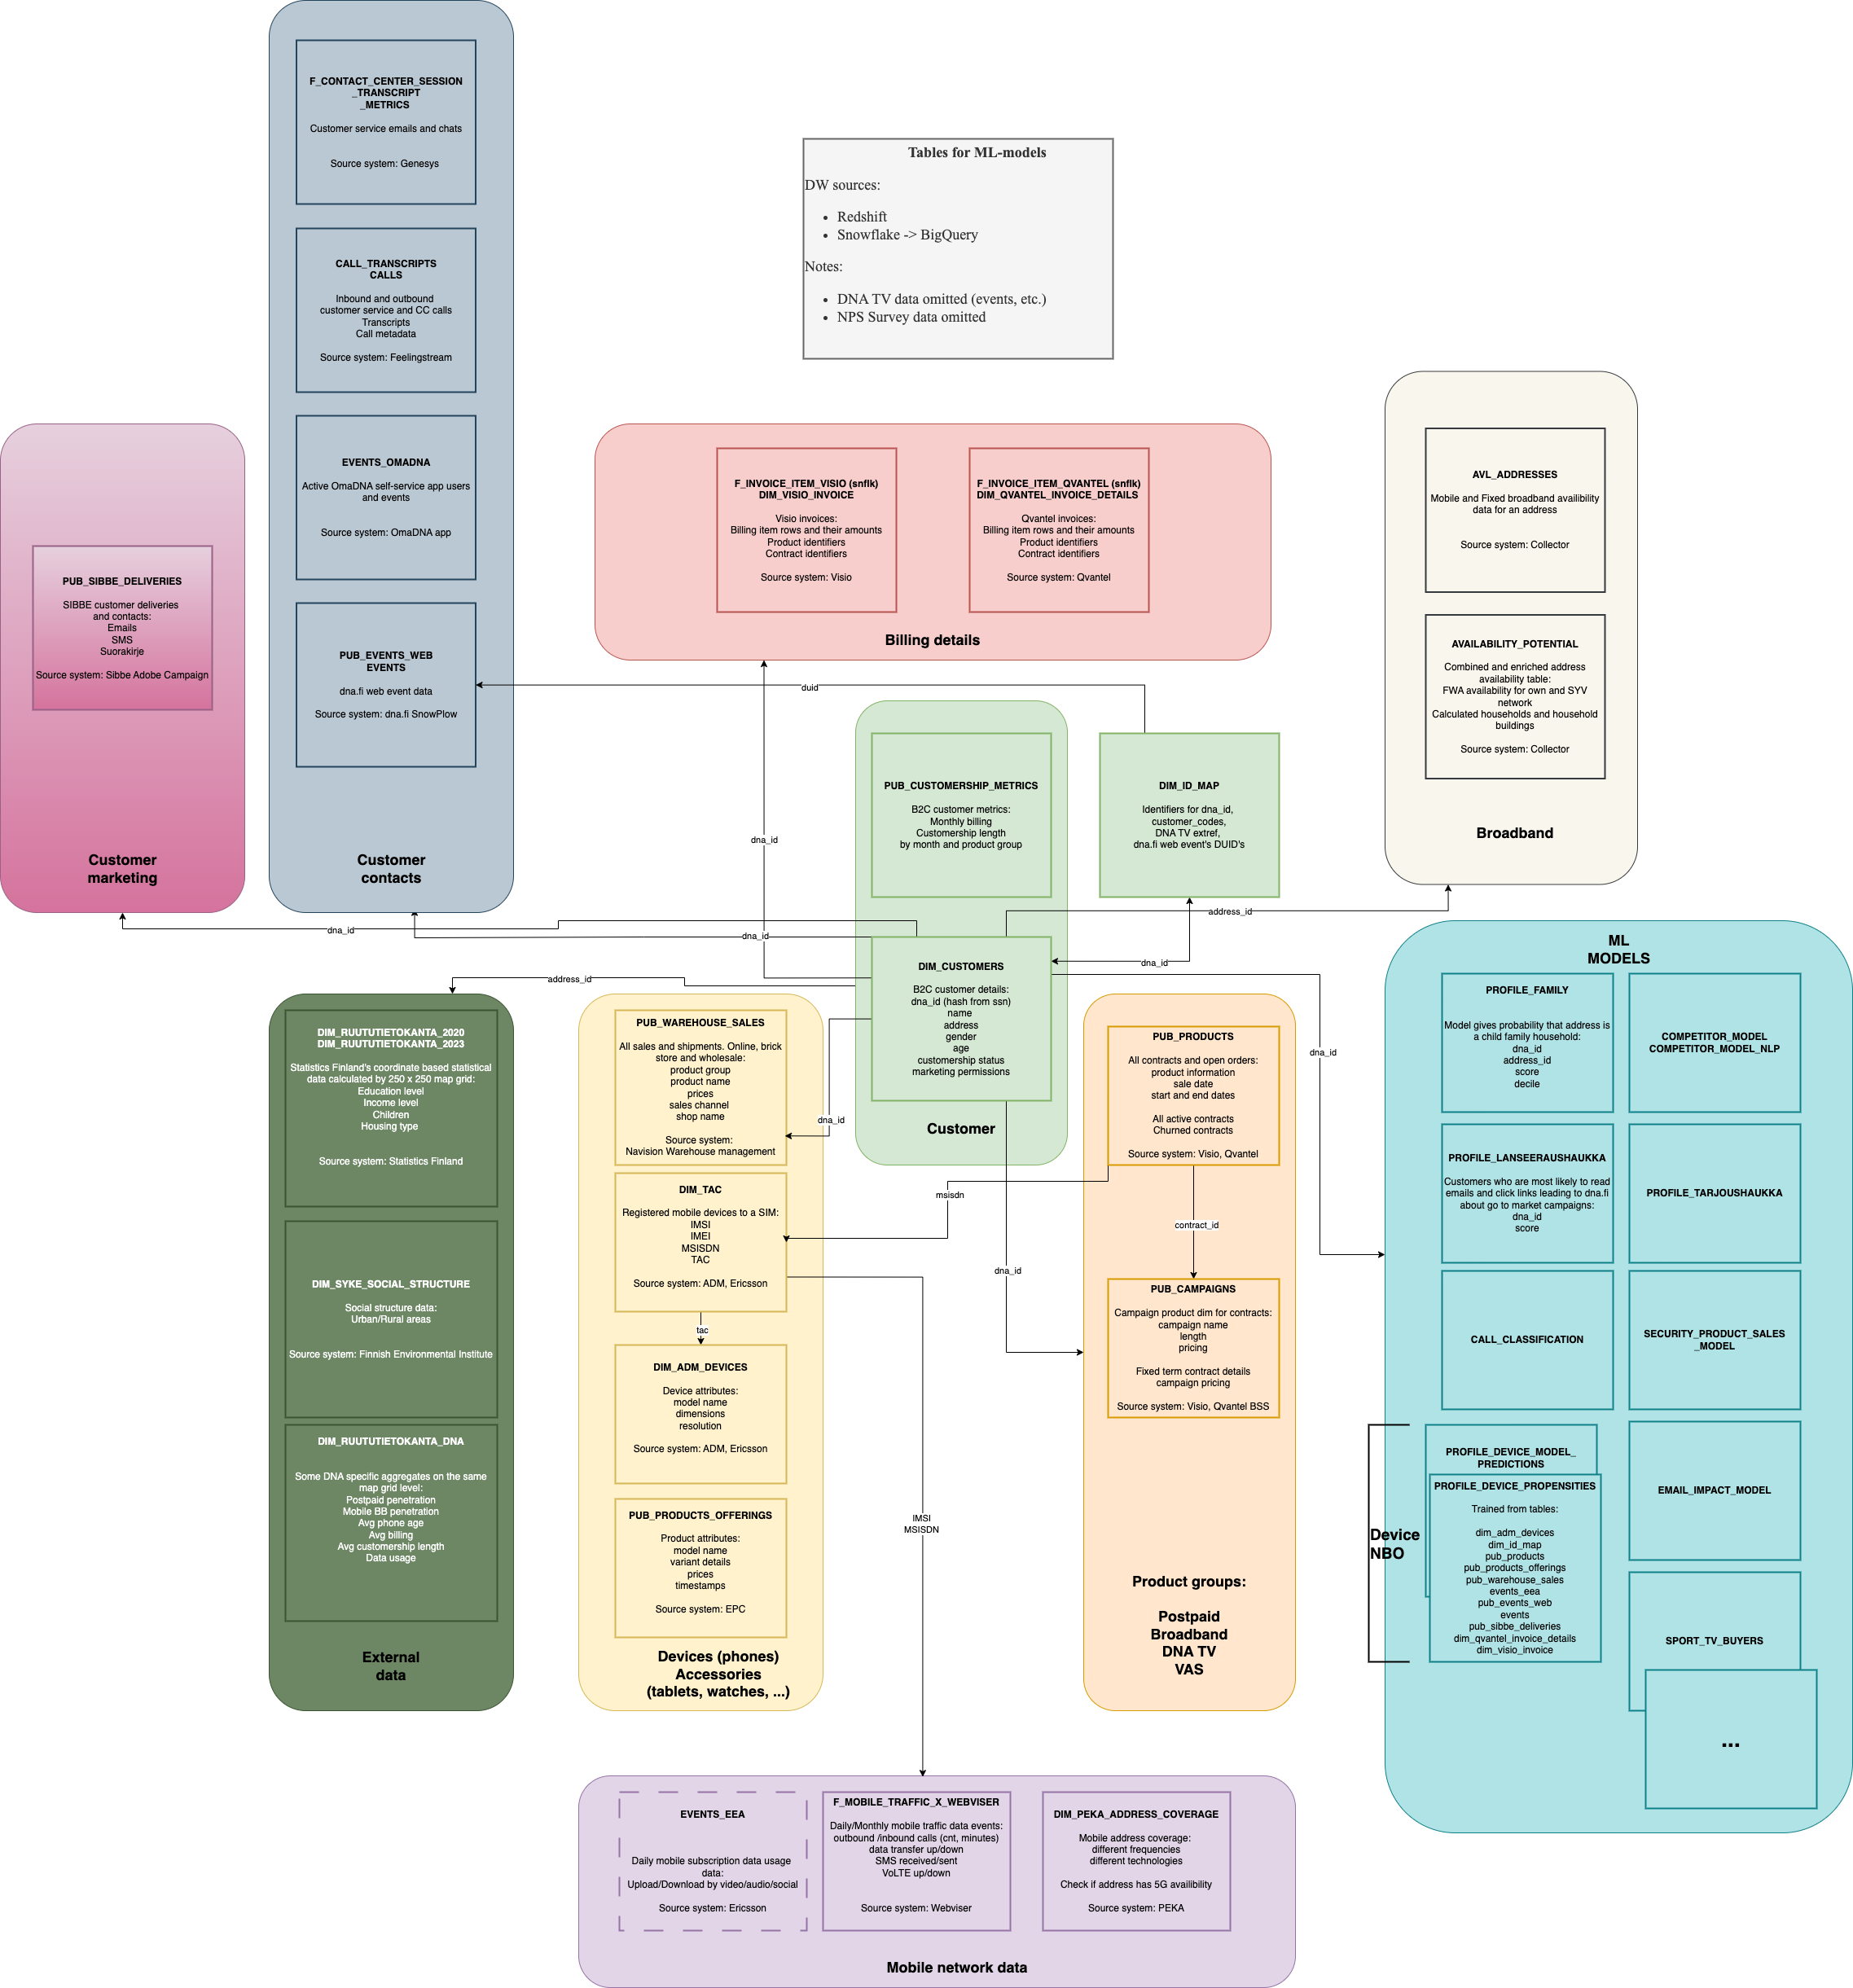 F_CONTACT_CENTER_SESSION
_TRANSCRIPT
_METRICS
Customer service emails and chats
Source system: Genesys
CALL_TRANSCRIPTS
CALLS
Inbound and outbound
customer service and CC calls
Transcripts
Call metadata
Source system: Feelingstream
EVENTS_OMADNA
Active OmaDNA self-service app users
and events
Source system: OmaDNA app
PUB_EVENTS_WEB
EVENTS
dna.fi web event data
Source system: dna.fi SnowPlow
Customer
contacts
PUB_SIBBE_DELIVERIES
SIBBE customer deliveries
and contacts:
Emails
SMS
Suorakirje
Source system: Sibbe Adobe Campaign
Customer
marketing
Tables for ML-models
DW sources:
• Redshift
• Snowflake -> BigQuery
Notes:
• DNA TV data omitted (events, etc.)
• NPS Survey data omitted
F_INVOICE_ITEM_VISIO (snflk)
DIM_VISIO_INVOICE
Visio invoices:
Billing item rows and their amounts
Product identifiers
Contract identifiers
Source system: Visio
F_INVOICE_ITEM_QVANTEL (snflk)
DIM_QVANTEL_INVOICE_DETAILS
Qvantel invoices:
Billing item rows and their amounts
Product identifiers
Contract identifiers
Source system: Qvantel
Billing details
AVL_ADDRESSES
Mobile and Fixed broadband availibility
data for an address
Source system: Collector
AVAILABILITY_POTENTIAL
Combined and enriched address
availability table:
FWA availability for own and SYV
network
Calculated households and household
buildings
Source system: Collector
Broadband
duid
dna_id
PUB_CUSTOMERSHIP_METRICS
B2C customer metrics:
Monthly billing
Customership length
by month and product group
DIM_ID_MAP
Identifiers for dna_id,
customer_codes,
DNA TV extref,
dna.fi web event's DUID's
address_id
dna_id
dna_id
dna_id
address_id
DIM_CUSTOMERS
B2C customer details:
dna_id (hash from ssn)
name
address
gender
age
customership status
marketing permissions
Customer
dna_id
dna_id
dna_id
DIM_RUUTUTIETOKANTA_2020
DIM_RUUTUTIETOKANTA_2023
Statistics Finland's coordinate based statistical
data calculated by 250 x 250 map grid:
Education level
Income level
Children
Housing type
Source system: Statistics Finland
DIM_SYKE_SOCIAL_STRUCTURE
Social structure data:
Urban/Rural areas
Source system: Finnish Environmental Institute
DIM_RUUTUTIETOKANTA_DNA
Some DNA specific aggregates on the same
map grid level:
Postpaid penetration
Mobile BB penetration
Avg phone age
Avg billing
Avg customership length
Data usage
External
data
PUB_WAREHOUSE_SALES
All sales and shipments. Online, brick
store and wholesale:
product group
product name
prices
sales channel
shop name
Source system:
Navision Warehouse management
DIM_TAC
Registered mobile devices to a SIM:
IMSI
IMEI
MSISDN
TAC
Source system: ADM, Ericsson
tac
DIM_ADM_DEVICES
Device attributes:
model name
dimensions
resolution
Source system: ADM, Ericsson
PUB_PRODUCTS_OFFERINGS
Product attributes:
model name
variant details
prices
timestamps
Source system: EPC
Devices (phones)
Accessories
(tablets, watches, ...)
msisdn
IMSI
MSISDN
PUB_PRODUCTS
All contracts and open orders:
product information
sale date
start and end dates
All active contracts
Churned contracts
Source system: Visio, Qvantel
contract_id
PUB_CAMPAIGNS
Campaign product dim for contracts:
campaign name
length
pricing
Fixed term contract details
campaign pricing
Source system: Visio, Qvantel BSS
Product groups:
Postpaid
Broadband
DNA TV
VAS
ML
MODELS
PROFILE_FAMILY
Model gives probability that address is
a child family household:
dna_id
address_id
score
decile
COMPETITOR_MODEL
COMPETITOR_MODEL_NLP
PROFILE_LANSEERAUSHAUKKA
Customers who are most likely to read
emails and click links leading to dna.fi
about go to market campaigns:
dna_id
score
PROFILE_TARJOUSHAUKKA
CALL_CLASSIFICATION
SECURITY_PRODUCT_SALES
_MODEL
PROFILE_DEVICE_MODEL_
PREDICTIONS
PROFILE_DEVICE_PROPENSITIES
Trained from tables:
dim_adm_devices
dim_id_map
pub_products
pub_products_offerings
pub_warehouse_sales
events_eea
pub_events_web
events
pub_sibbe_deliveries
dim_qvantel_invoice_details
dim_visio_invoice
Device
NBO
EMAIL_IMPACT_MODEL
SPORT_TV_BUYERS
...
EVENTS_EEA
Daily mobile subscription data usage
data:
Upload/Download by video/audio/social
Source system: Ericsson
F_MOBILE_TRAFFIC_X_WEBVISER
Daily/Monthly mobile traffic data events:
outbound /inbound calls (cnt, minutes)
data transfer up/down
SMS received/sent
VoLTE up/down
Source system: Webviser
DIM_PEKA_ADDRESS_COVERAGE
Mobile address coverage:
different frequencies
different technologies
Check if address has 5G availibility
Source system: PEKA
Mobile network data